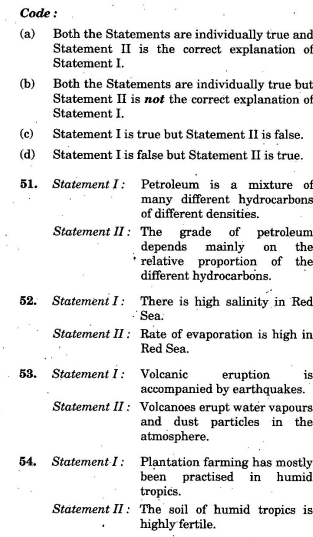 Code :
(a) Both the Statements are individually true and
Statement II is the correct explanation of
Statement I.
(b) Both the Statements are individually true but
Statement II is not the correct explanation of
Statement I.
(c) Statement I is true but Statement II is false.
(d) Statement I is false but Statement II is true.
51. Statement I : Petroleum is a mixture of
many different hydrocarbons
of different densities.
Statement II : The grade of petroleum
depends mainly on the
relative proportion of the
different hydrocarbons.
52. Statement I : There is high salinity in Red
Sea.
Statement II : Rate of evaporation is high in
Red Sea.
53. Statement I : Volcanic eruption is
accompanied by earthquakes.
Statement II : Volcanoes erupt water vapours
and dust particles in the
atmosphere.
54. Statement I : Plantation farming has mostly
been practised in humid
tropics.
Statement II : The soil of humid tropics is
highly fertile.